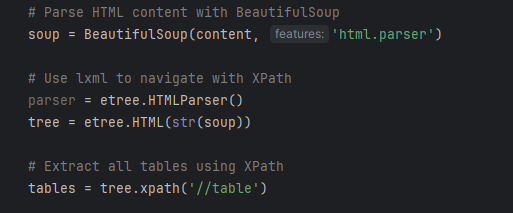 # Parse HTML content with BeautifulSoup
soup = BeautifulSoup(content, features: 'html.parser')
# Use lxml to navigate with XPath
parser = etree.HTMLParser()
tree = etree.HTML(str(soup))
# Extract all tables using XPath
tables = tree.xpath('//table')